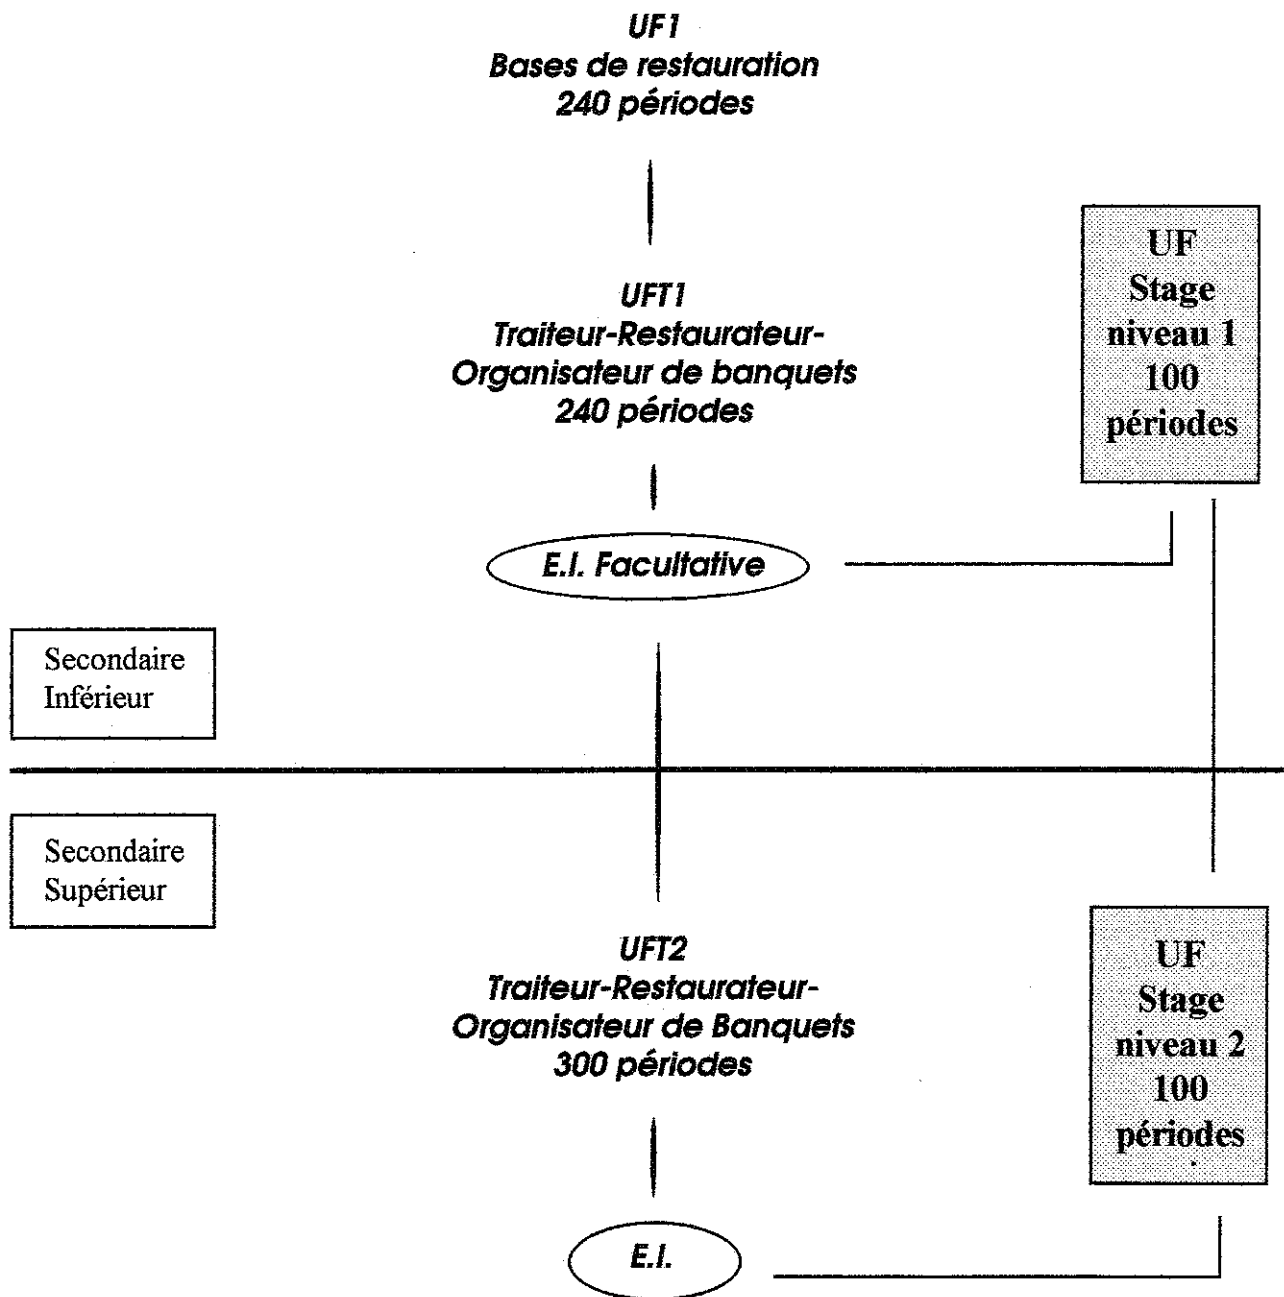 UF1
Bases de restauration
240 périodes
UF
Stage
niveau 1
100
périodes
UFT1
Traiteur-Restaurateur-
Organisateur de banquets
240 périodes
E.I. Facultative
Secondaire
Inférieur
Secondaire
Supérieur
UFT2
Traiteur-Restaurateur-
Organisateur de Banquets
300 périodes
UF
Stage
niveau 2
100
périodes
E.I.